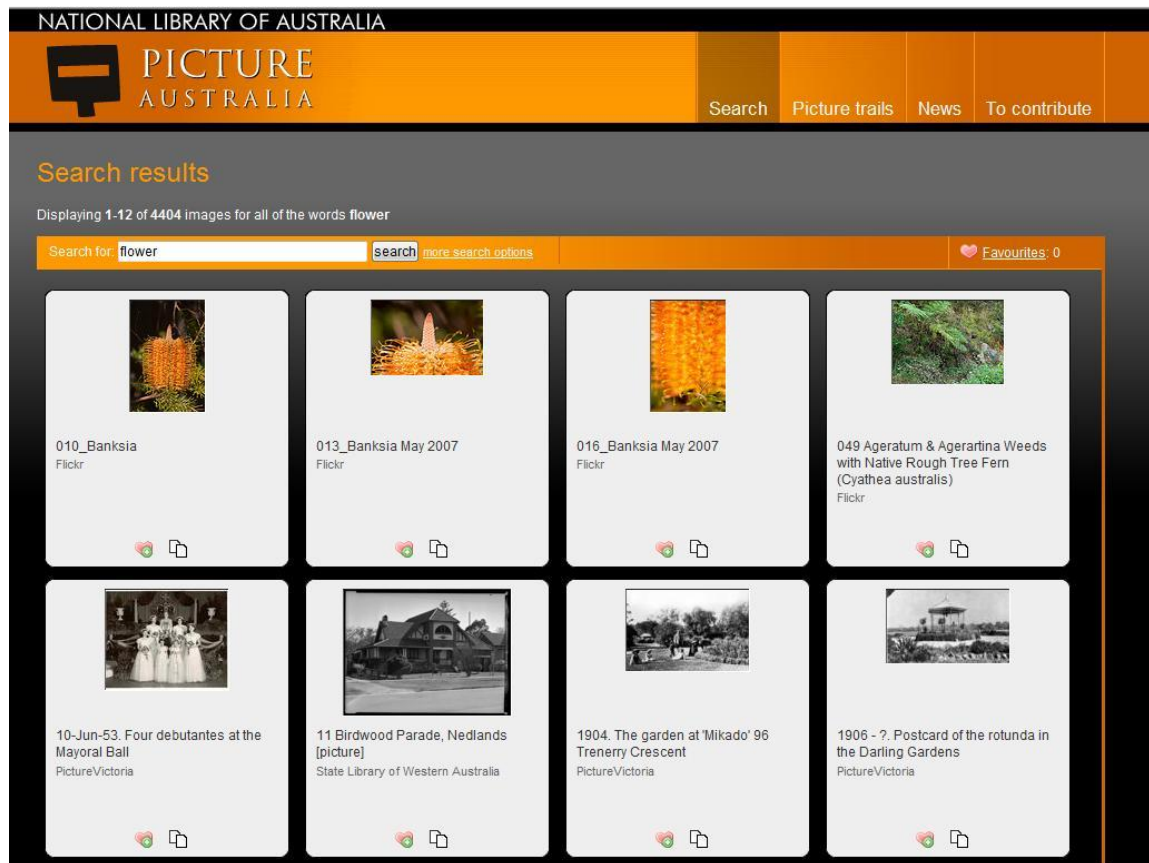 NATIONAL LIBRARY OF AUSTRALIA
PICTURE
AUSTRALIA
Search Picture trails News To contribute
Search results
Displaying 1-12 of 4404 images for all of the words flower
Search for: flower search more search options Favourites: 0
010_Banksia
Flickr
013_Banksia May 2007
Flickr
016_Banksia May 2007
Flickr
049 Ageratum & Agerartina Weeds
with Native Rough Tree Fern
(Cyathea australis)
Flickr
10-Jun-53. Four debutantes at the
Mayoral Ball
PictureVictoria
11 Birdwood Parade, Nedlands
[picture]
State Library of Western Australia
1904. The garden at 'Mikado' 96
Trenerry Crescent
PictureVictoria
1906 - ?. Postcard of the rotunda in
the Darling Gardens
PictureVictoria